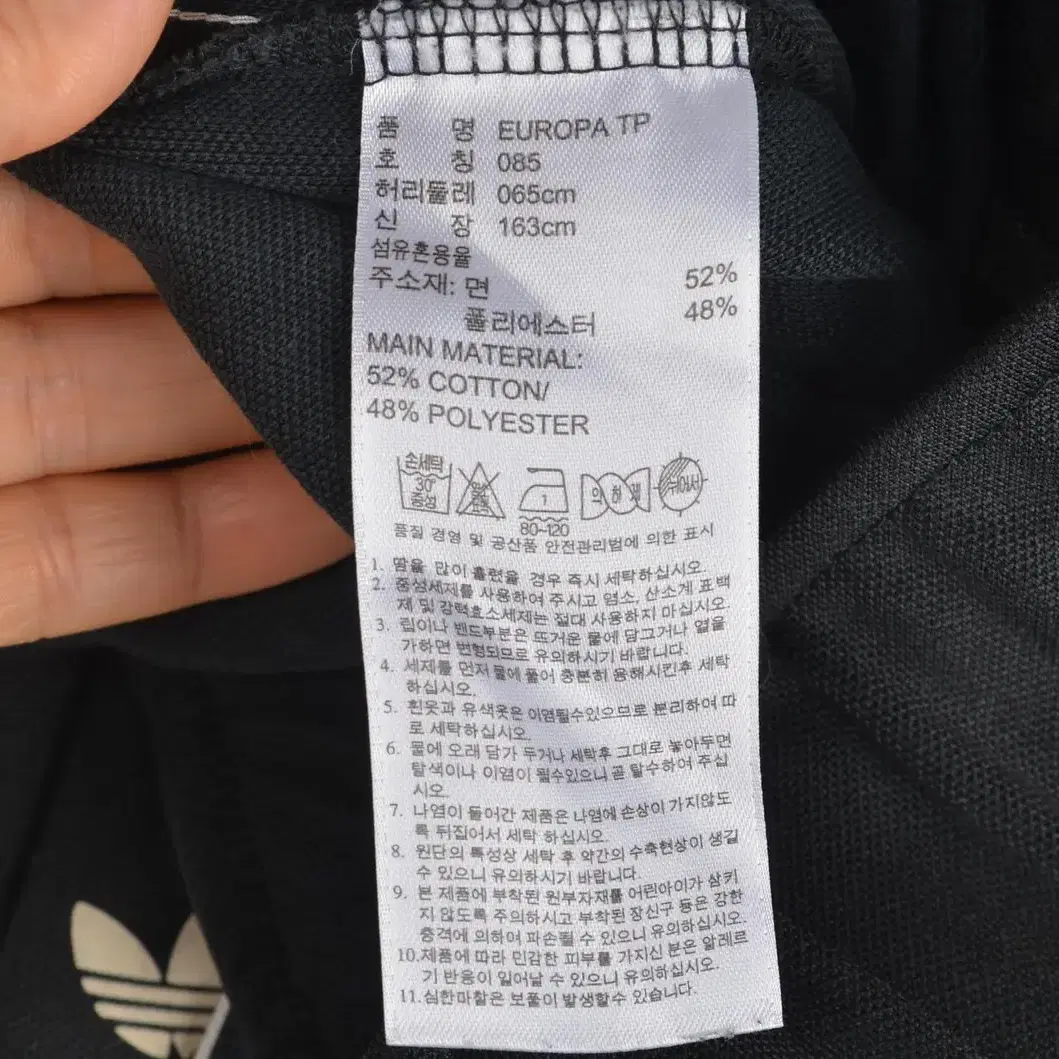 품 명 EUROPA TP
호 칭 085
허리둘레 065cm
신 장 163cm
섬유혼용율
주소재: 면 52%
폴리에스터 48%
MAIN MATERIAL:
52% COTTON/
48% POLYESTER
손세탁
30°
중성
1
80~120
뉘어서
품질 경영 및 공산품 안전관리법에 의한 표시
1. 땀을 많이 흘렸을 경우 즉시 세탁하십시오.
2. 중성세제를 사용하여 주시고 염소, 산소계 표백
제 및 강력효소세제는 절대 사용하지 마십시오.
3. 립이나 밴드부분은 뜨거운 물에 담그거나 열을
가하면 변형되므로 유의하시기 바랍니다.
4. 세제를 먼저 물에 풀어 충분히 용해시킨후 세탁
하십시오.
5. 흰옷과 유색옷은 이염될수있으므로 분리하여 따
로 세탁하십시오.
6. 물에 오래 담가 두거나 세탁후 그대로 놓아두면
탈색이나 이염이 될수있으니 곧 탈수하여 주십
시오.
7. 나염이 들어간 제품은 나염에 손상이 가지않도
록 뒤집어서 세탁 하십시오.
8. 원단의 특성상 세탁 후 약간의 수축현상이 생길
수 있으니 유의하시기 바랍니다.
9. 본 제품에 부착된 원부자재를 어린아이가 삼키
지 않도록 주의하시고 부착된 장신구 등은 강한
충격에 의하여 파손될 수 있으니 유의하십시오.
10.제품에 따라 민감한 피부를 가지신 분은 알레르
기 반응이 일어날 수 있으니 유의하십시오.
11.심한마찰은 보풀이 발생할수 있습니다.